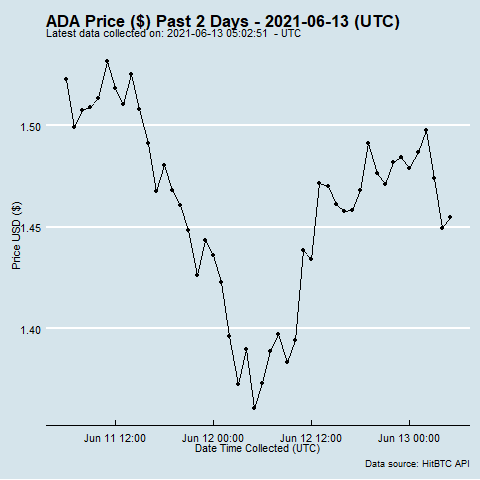 ADA Price ($) Past 2 Days - 2021-06-13 (UTC)
Latest data collected on: 2021-06-13 05:02:51  - UTC
1.50
1.45
1.40
Price USD ($)
Jun 11 12:00 Jun 12 00:00 Jun 12 12:00 Jun 13 00:00
Date Time Collected (UTC)
Data source: HitBTC API